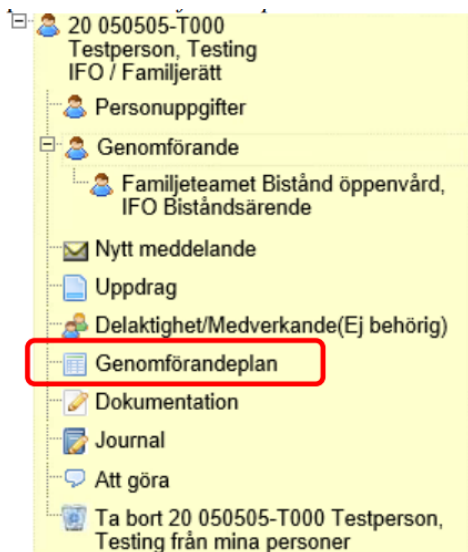 20 050505-T000
Testperson, Testing
IFO / Familjerätt
Personuppgifter
Genomförande
Familjeteamet Bistånd öppenvård,
IFO Biståndsärende
Nytt meddelande
Uppdrag
Delaktighet/Medverkande(Ej behörig)
Genomförandeplan
Dokumentation
Journal
Att göra
Ta bort 20 050505-T000 Testperson,
Testing från mina personer